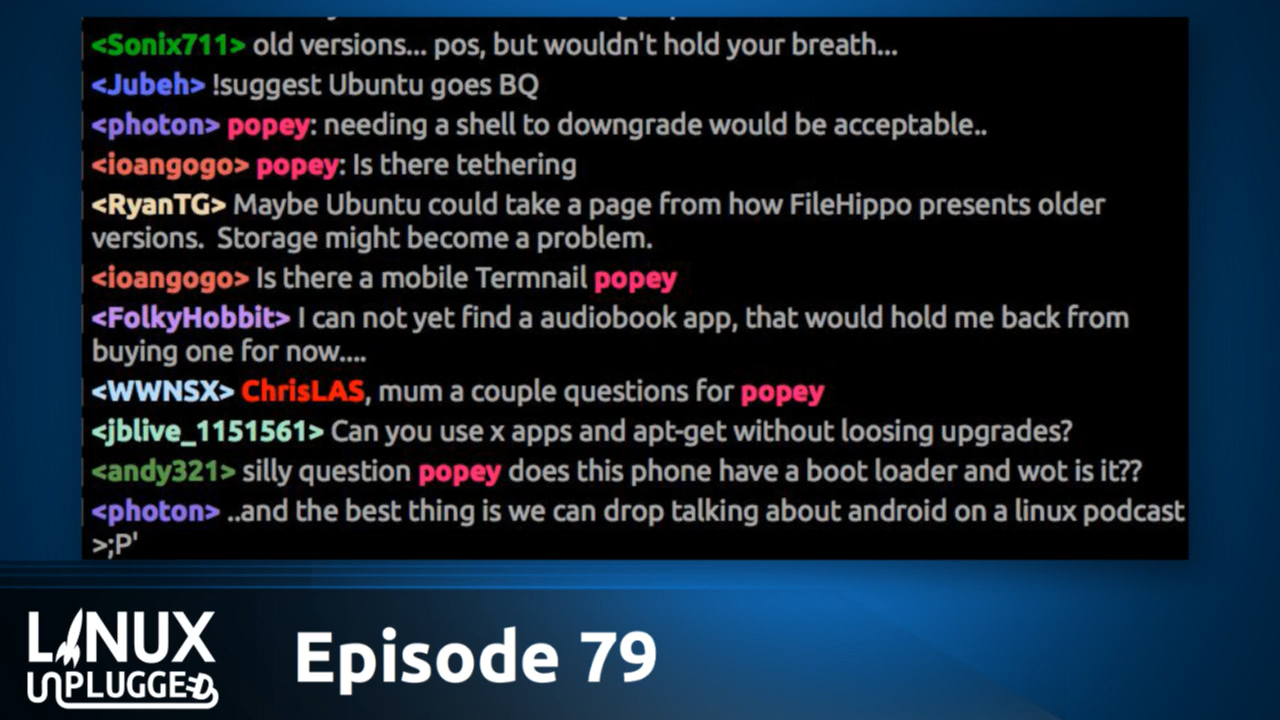 <Sonix711> old versions... pos, but wouldn't hold your breath...
<Jubeh> !suggest Ubuntu goes BQ
<photon> popey: needing a shell to downgrade would be acceptable..
<ioangogo> popey: Is there tethering
<RyanTG> Maybe Ubuntu could take a page from how FileHippo presents older
versions.  Storage might become a problem.
<ioangogo> Is there a mobile Termnail popey
<FolkyHobbit> I can not yet find a audiobook app, that would hold me back from
buying one for now....
<WWNSX> ChrisLAS, mum a couple questions for popey
<jblive_1151561> Can you use x apps and apt-get without loosing upgrades?
<andy321> silly question popey does this phone have a boot loader and wot is it??
<photon> ..and the best thing is we can drop talking about android on a linux podcast
>;P'
LINUX
UNPLUGGED
Episode 79